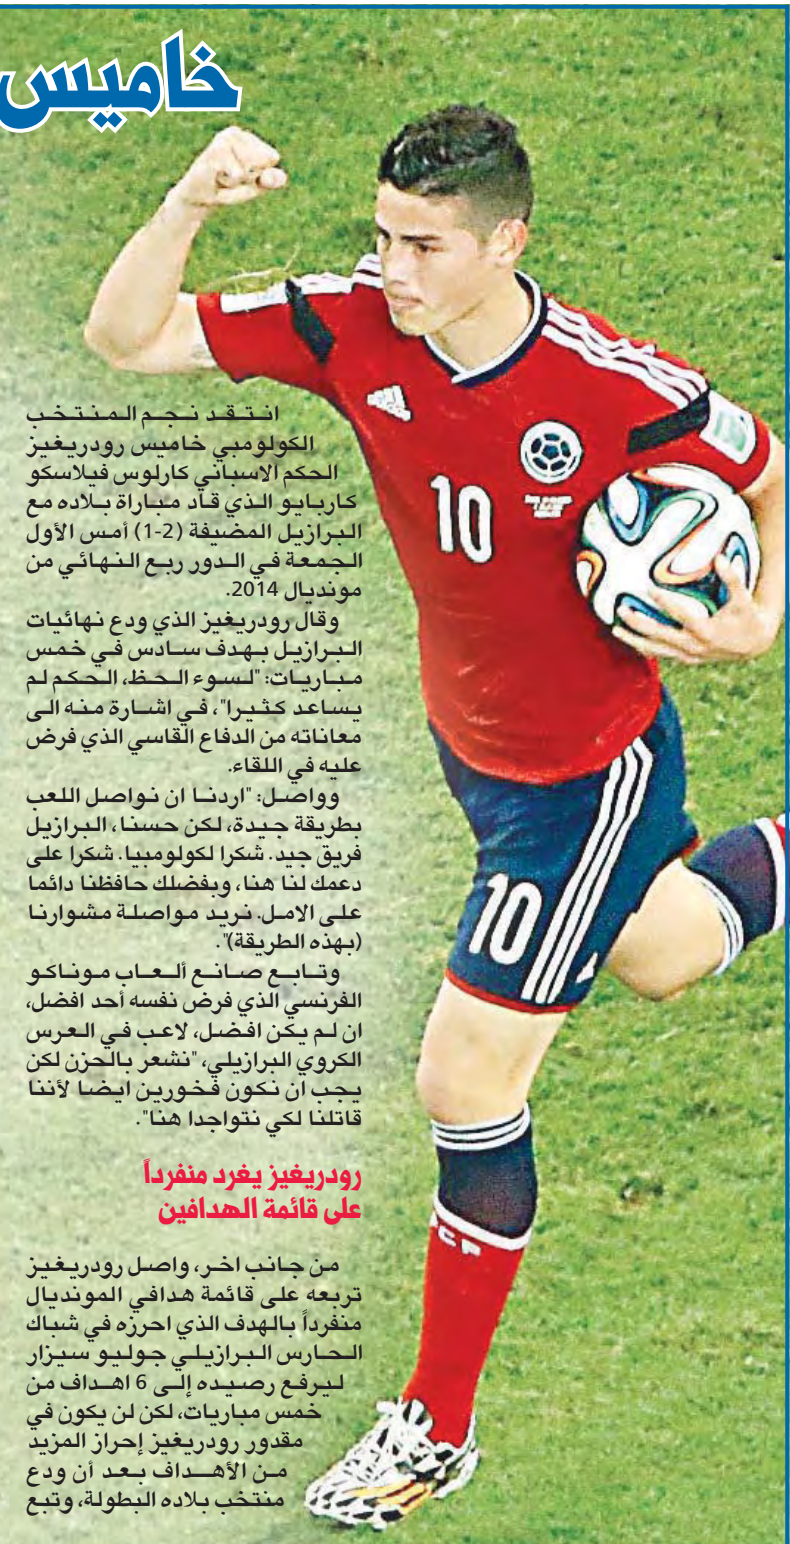 خاميس
انتقد نجم المنتخب
الكولومبي خاميس رودريغيز
الحكم الاسباني كارلوس فيلاسكو
كاربايو الذي قاد مباراة بلاده مع
البرازيل المضيفة (2-1) أمس الأول
الجمعة في الدور ربع النهائي من
مونديال 2014.
وقال رودريغيز الذي ودع نهائيات
البرازيل بهدف سادس في خمس
مباريات: "لسوء الحظ، الحكم لم
يساعد كثيرا"، في اشارة منه الى
معاناته من الدفاع القاسي الذي فرض
عليه في اللقاء.
وواصل: "اردنا ان نواصل اللعب
بطريقة جيدة، لكن حسنا، البرازيل
فريق جيد. شكرا لكولومبيا. شكرا على
دعمك لنا هنا، وبفضلك حافظنا دائما
على الامل. نريد مواصلة مشوارنا
(بهذه الطريقة)".
وتابع صانع ألعاب موناكو
الفرنسي الذي فرض نفسه أحد افضل،
ان لم يكن افضل، لاعب في العرس
الكروي البرازيلي، "نشعر بالحزن لكن
يجب ان نكون فخورين ايضا لأننا
قاتلنا لكي نتواجدا هنا".
رودريغيز يغرد منفرداً
على قائمة الهدافين
من جانب اخر، واصل رودريغيز
تربعه على قائمة هدافي المونديال
منفرداً بالهدف الذي احرزه في شباك
الحارس البرازيلي جوليو سيزار
ليرفع رصيده إلى 6 اهداف من
خمس مباريات، لكن لن يكون في
مقدور رودريغيز إحراز المزيد
من الأهداف بعد أن ودع
منتخب بلاده البطولة، وتبع
10
10
FCF